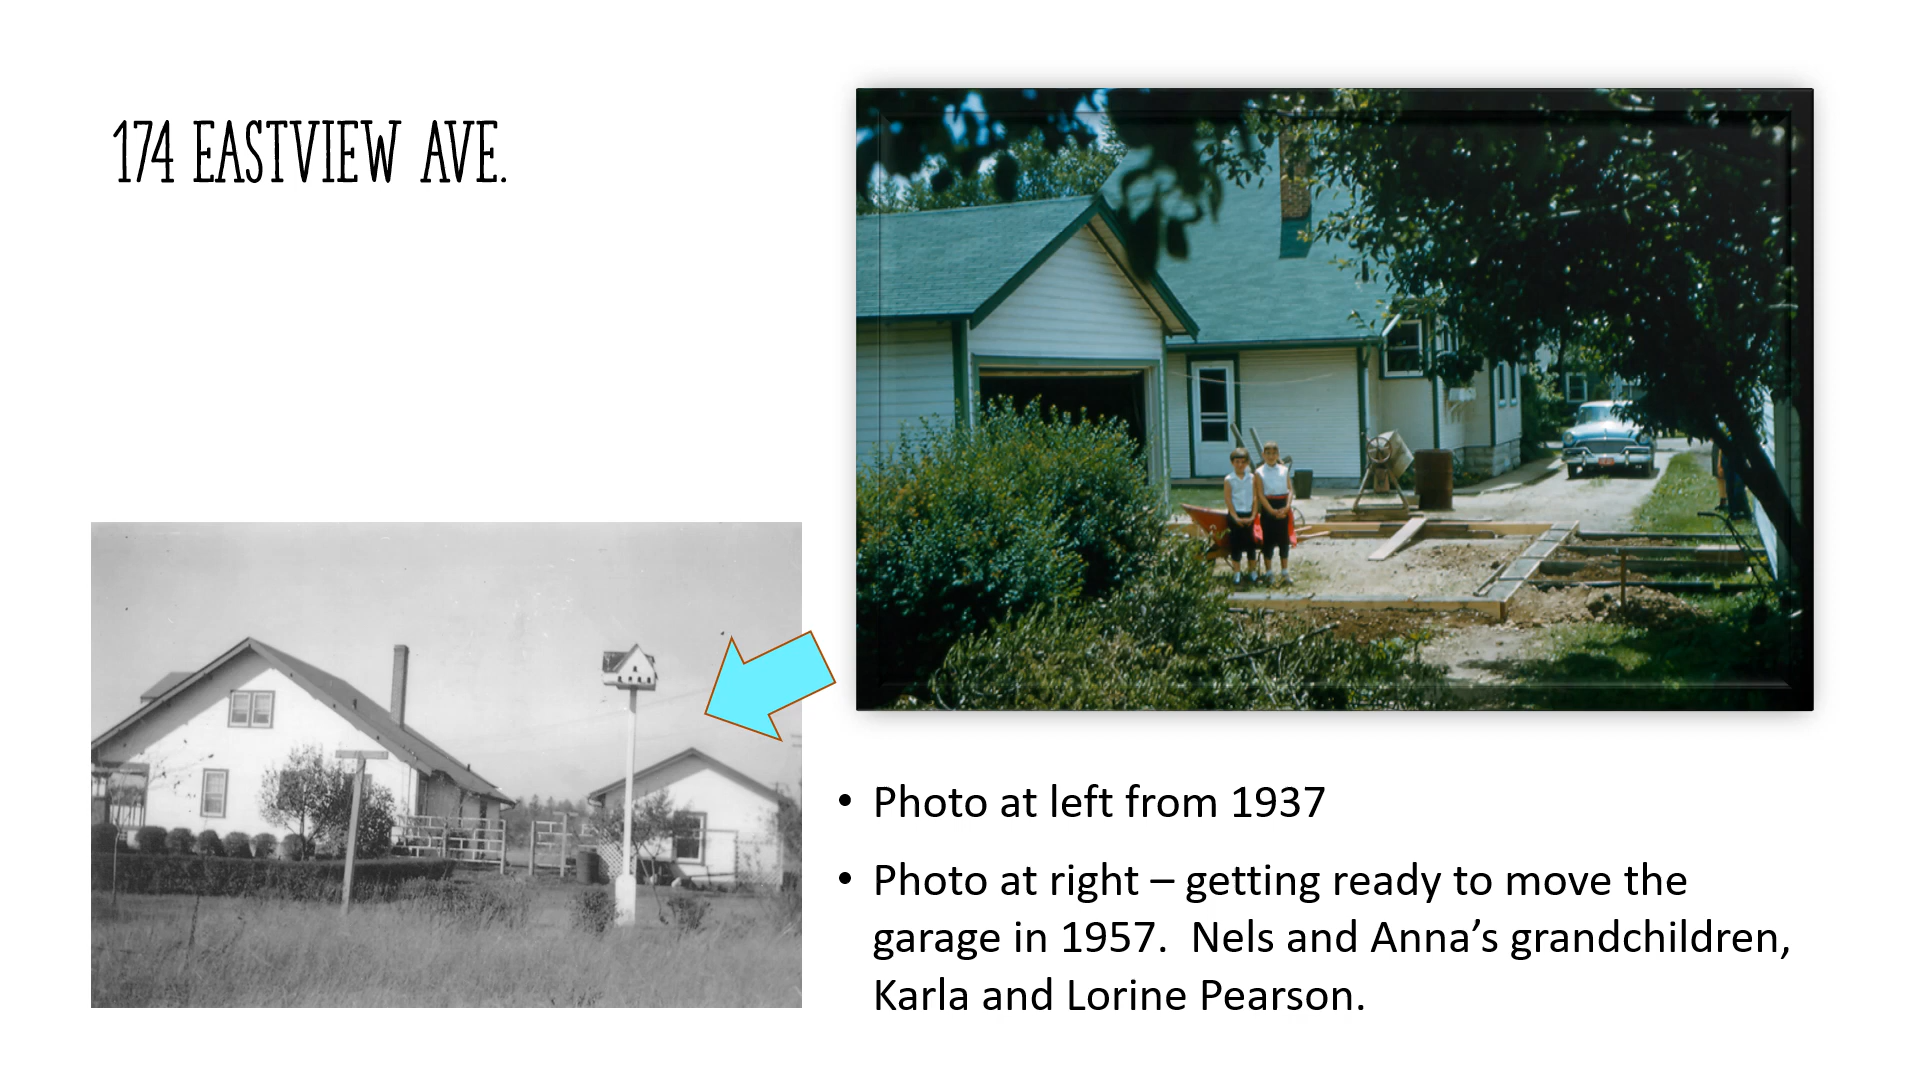 174 EASTVIEW AVE.
• Photo at left from 1937
• Photo at right – getting ready to move the
garage in 1957.  Nels and Anna’s grandchildren,
Karla and Lorine Pearson.